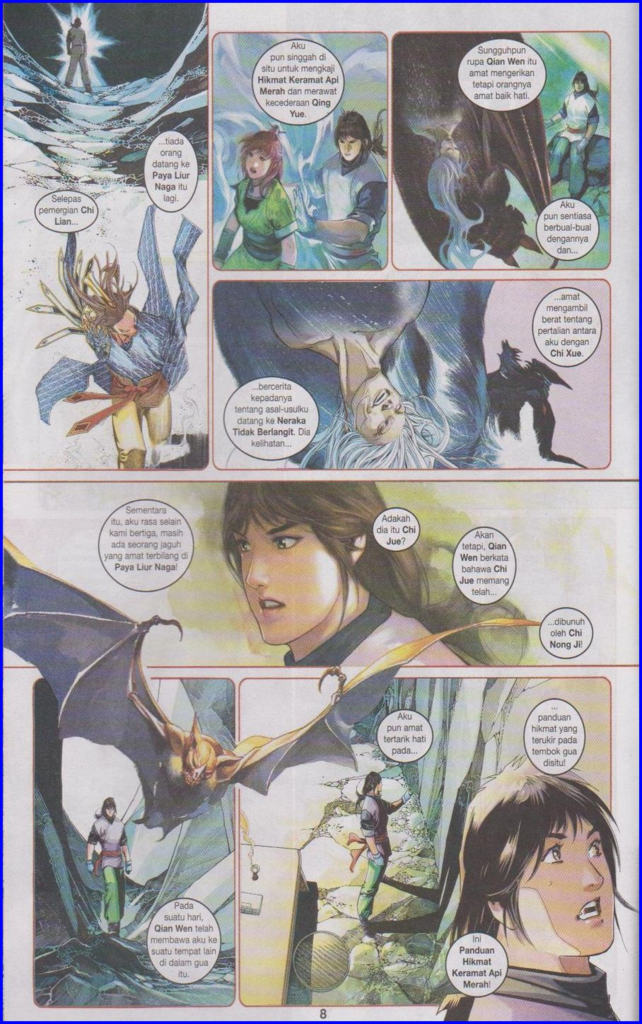 Selepas
pemergian Chi
Lian...
...tiada
orang
datang ke
Paya Liur
Naga itu
lagi.
Aku
pun singgah di
situ untuk mengkaji
Hikmat Keramat Api
Merah dan merawat
kecederaan Qing
Yue.
Sungguhpun
rupa Qian Wen itu
amat mengerikan
tetapi orangnya
amat baik hati.
Aku
pun sentiasa
berbual-bual
dengannya
dan...
...bercerita
kepadanya
tentang asal-usulku
datang ke Neraka
Tidak Berlangit. Dia
kelihatan...
...amat
mengambil
berat tentang
pertalian antara
aku dengan
Chi Xue.
Sementara
itu, aku rasa selain
kami bertiga, masih
ada seorang jaguh
yang amat terbilang di
Paya Liur Naga!
Adakah
dia itu Chi
Jue?
Akan
tetapi, Qian
Wen berkata
bahawa Chi
Jue memang
telah...
...dibunuh
oleh Chi
Nong Ji!
Pada
suatu hari,
Qian Wen telah
membawa aku ke
suatu tempat lain
di dalam gua
itu.
Aku
pun amat
tertarik hati
pada...
...
panduan
hikmat yang
terukir pada
tembok gua
disitu!
Ini
Panduan
Hikmat
Keramat Api
Merah!
8